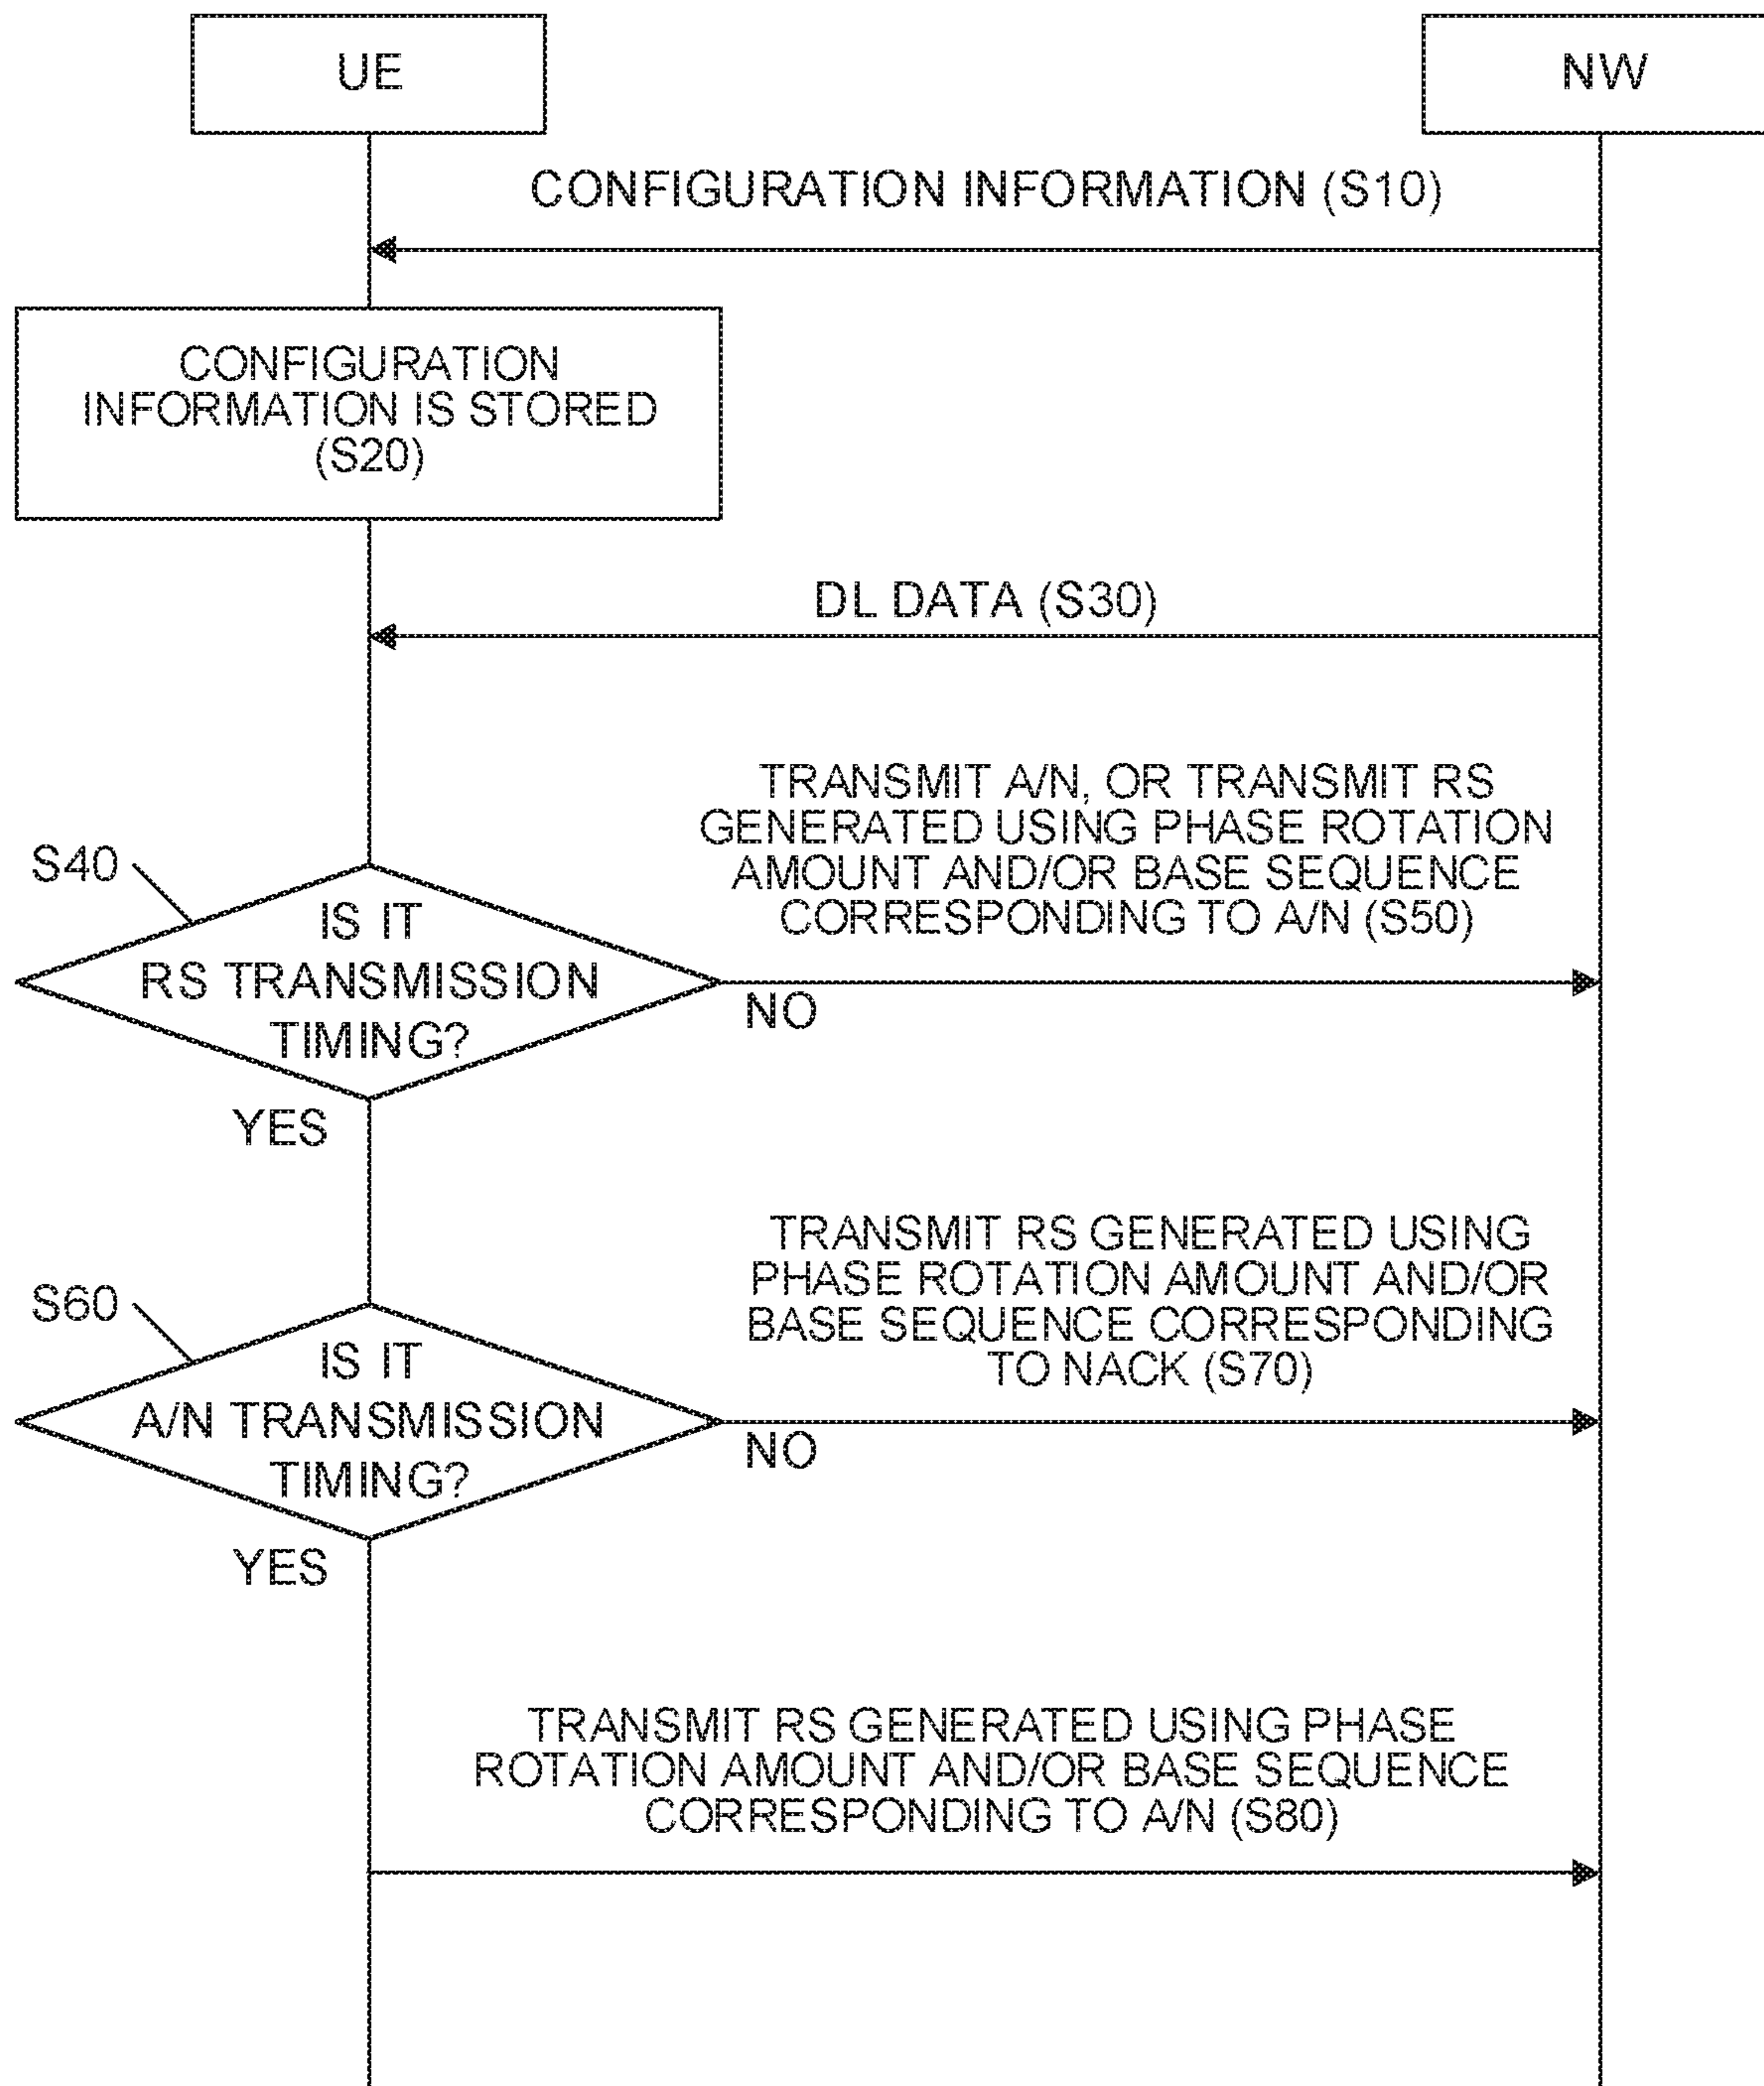 UE
NW
CONFIGURATION INFORMATION (S10)
CONFIGURATION
INFORMATION IS STORED
(S20)
DL DATA (S30)
TRANSMIT A/N, OR TRANSMIT RS
GENERATED USING PHASE ROTATION
AMOUNT AND/OR BASE SEQUENCE
CORRESPONDING TO A/N (S50)
S40
IS IT
RS TRANSMISSION
TIMING?
NO
YES
TRANSMIT RS GENERATED USING
PHASE ROTATION AMOUNT AND/OR
BASE SEQUENCE CORRESPONDING
TO NACK (S70)
S60
IS IT
A/N TRANSMISSION
TIMING?
NO
YES
TRANSMIT RS GENERATED USING PHASE
ROTATION AMOUNT AND/OR BASE SEQUENCE
CORRESPONDING TO A/N (S80)